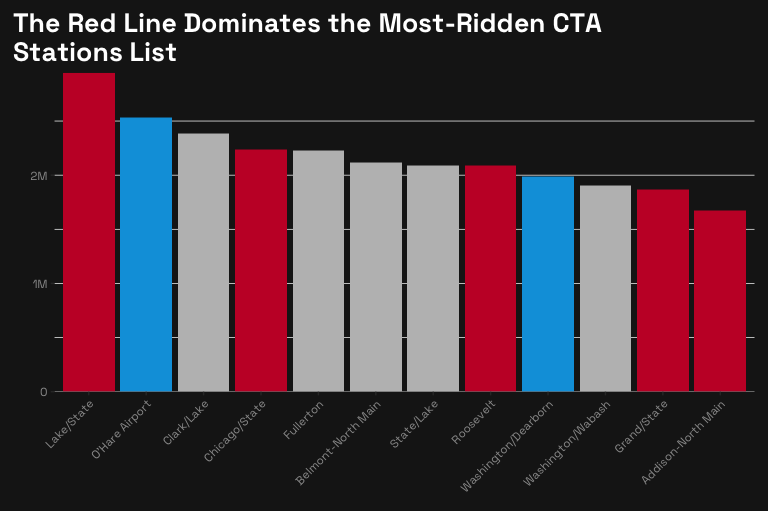 The Red Line Dominates the Most-Ridden CTA
Stations List
2M
1M
0
Lake/State
O'Hare Airport
Clark/Lake
Chicago/State
Fullerton
Belmont-North Main
State/Lake
Roosevelt
Washington/Dearborn
Washington/Wabash
Grand/State
Addison-North Main